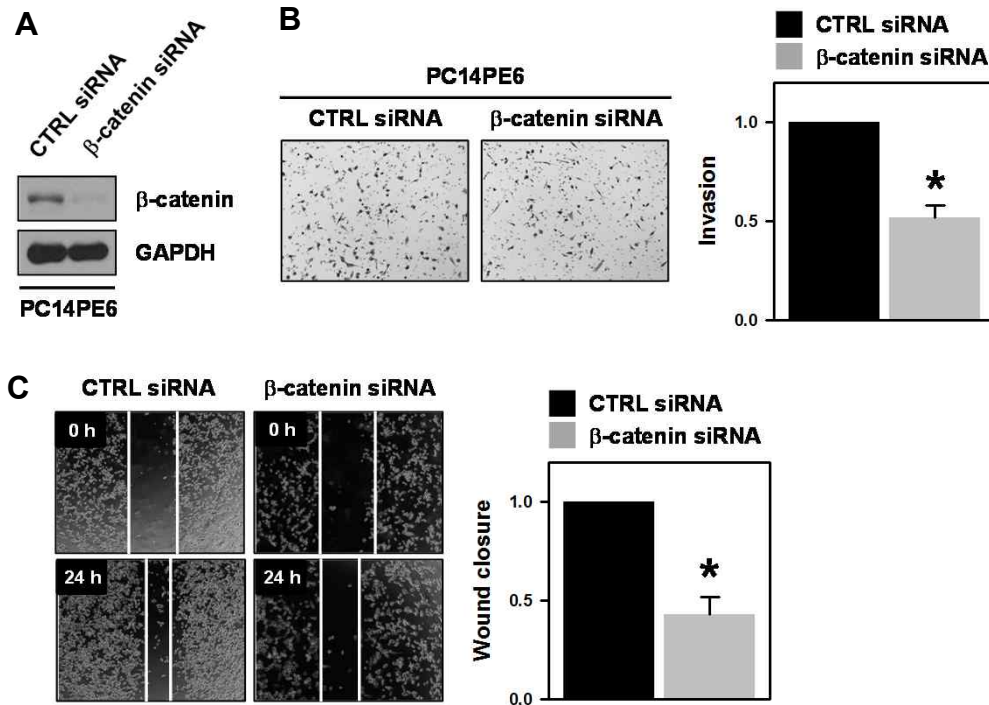 A
CTRL siRNA
β-catenin siRNA
β-catenin
GAPDH
PC14PE6
B
PC14PE6
CTRL siRNA
β-catenin siRNA
CTRL siRNA
β-catenin siRNA
Invasion
1.0
0.5
0.0
*
C
CTRL siRNA
β-catenin siRNA
0 h
0 h
24 h
24 h
CTRL siRNA
β-catenin siRNA
Wound closure
1.0
0.5
0.0
*